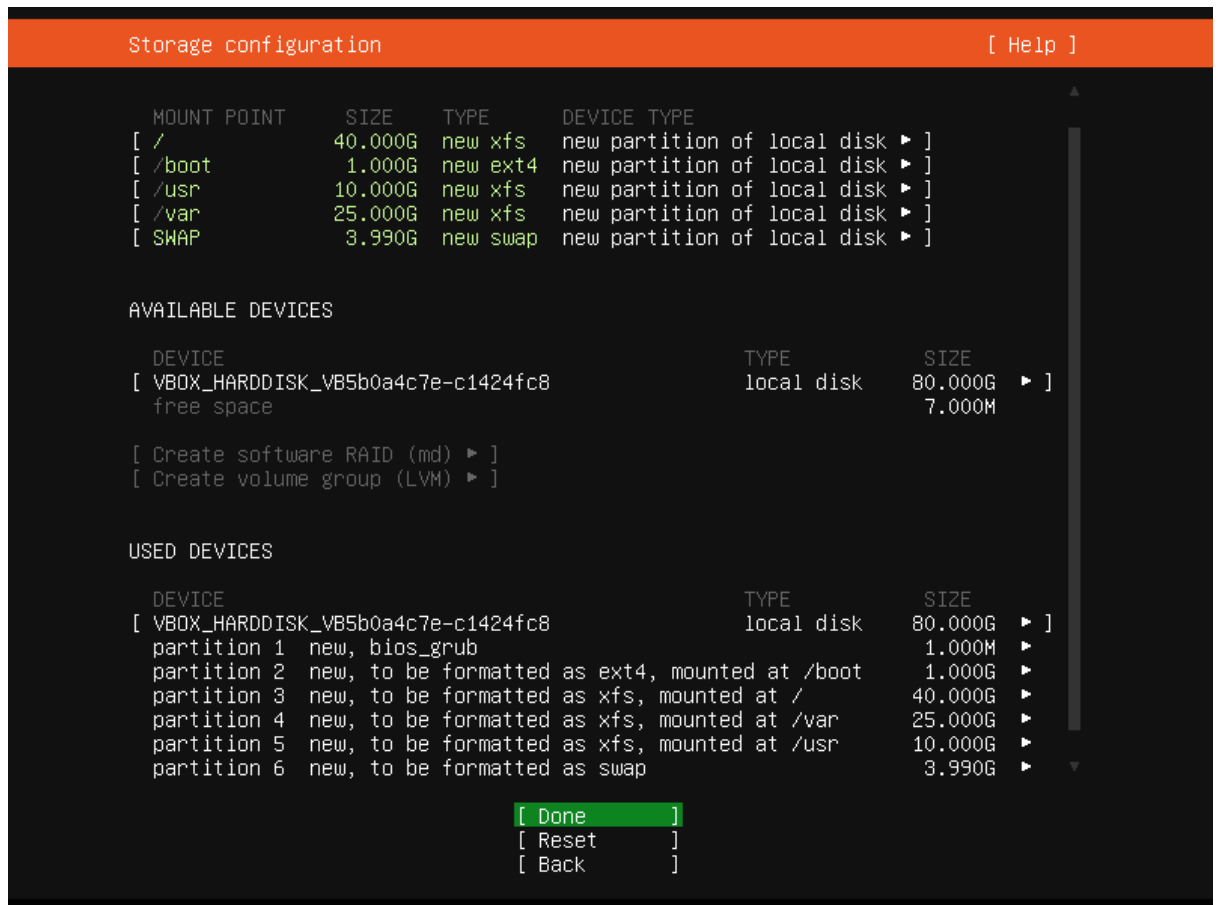 Storage configuration [ Help ]
MOUNT POINT SIZE TYPE DEVICE TYPE
[ / 40.000G new xfs new partition of local disk ▸ ]
[ /boot 1.000G new ext4 new partition of local disk ▸ ]
[ /usr 10.000G new xfs new partition of local disk ▸ ]
[ /var 25.000G new xfs new partition of local disk ▸ ]
[ SWAP 3.990G new swap new partition of local disk ▸ ]
AVAILABLE DEVICES
DEVICE TYPE SIZE
[ VBOX_HARDDISK_VB5b0a4c7e-c1424fc8 local disk 80.000G ▸ ]
free space 7.000M
[ Create software RAID (md) ▸ ]
[ Create volume group (LVM) ▸ ]
USED DEVICES
DEVICE TYPE SIZE
[ VBOX_HARDDISK_VB5b0a4c7e-c1424fc8 local disk 80.000G ▸ ]
partition 1 new, bios_grub 1.000M ▸
partition 2 new, to be formatted as ext4, mounted at /boot 1.000G ▸
partition 3 new, to be formatted as xfs, mounted at / 40.000G ▸
partition 4 new, to be formatted as xfs, mounted at /var 25.000G ▸
partition 5 new, to be formatted as xfs, mounted at /usr 10.000G ▸
partition 6 new, to be formatted as swap 3.990G ▸
[ Done ]
[ Reset ]
[ Back ]